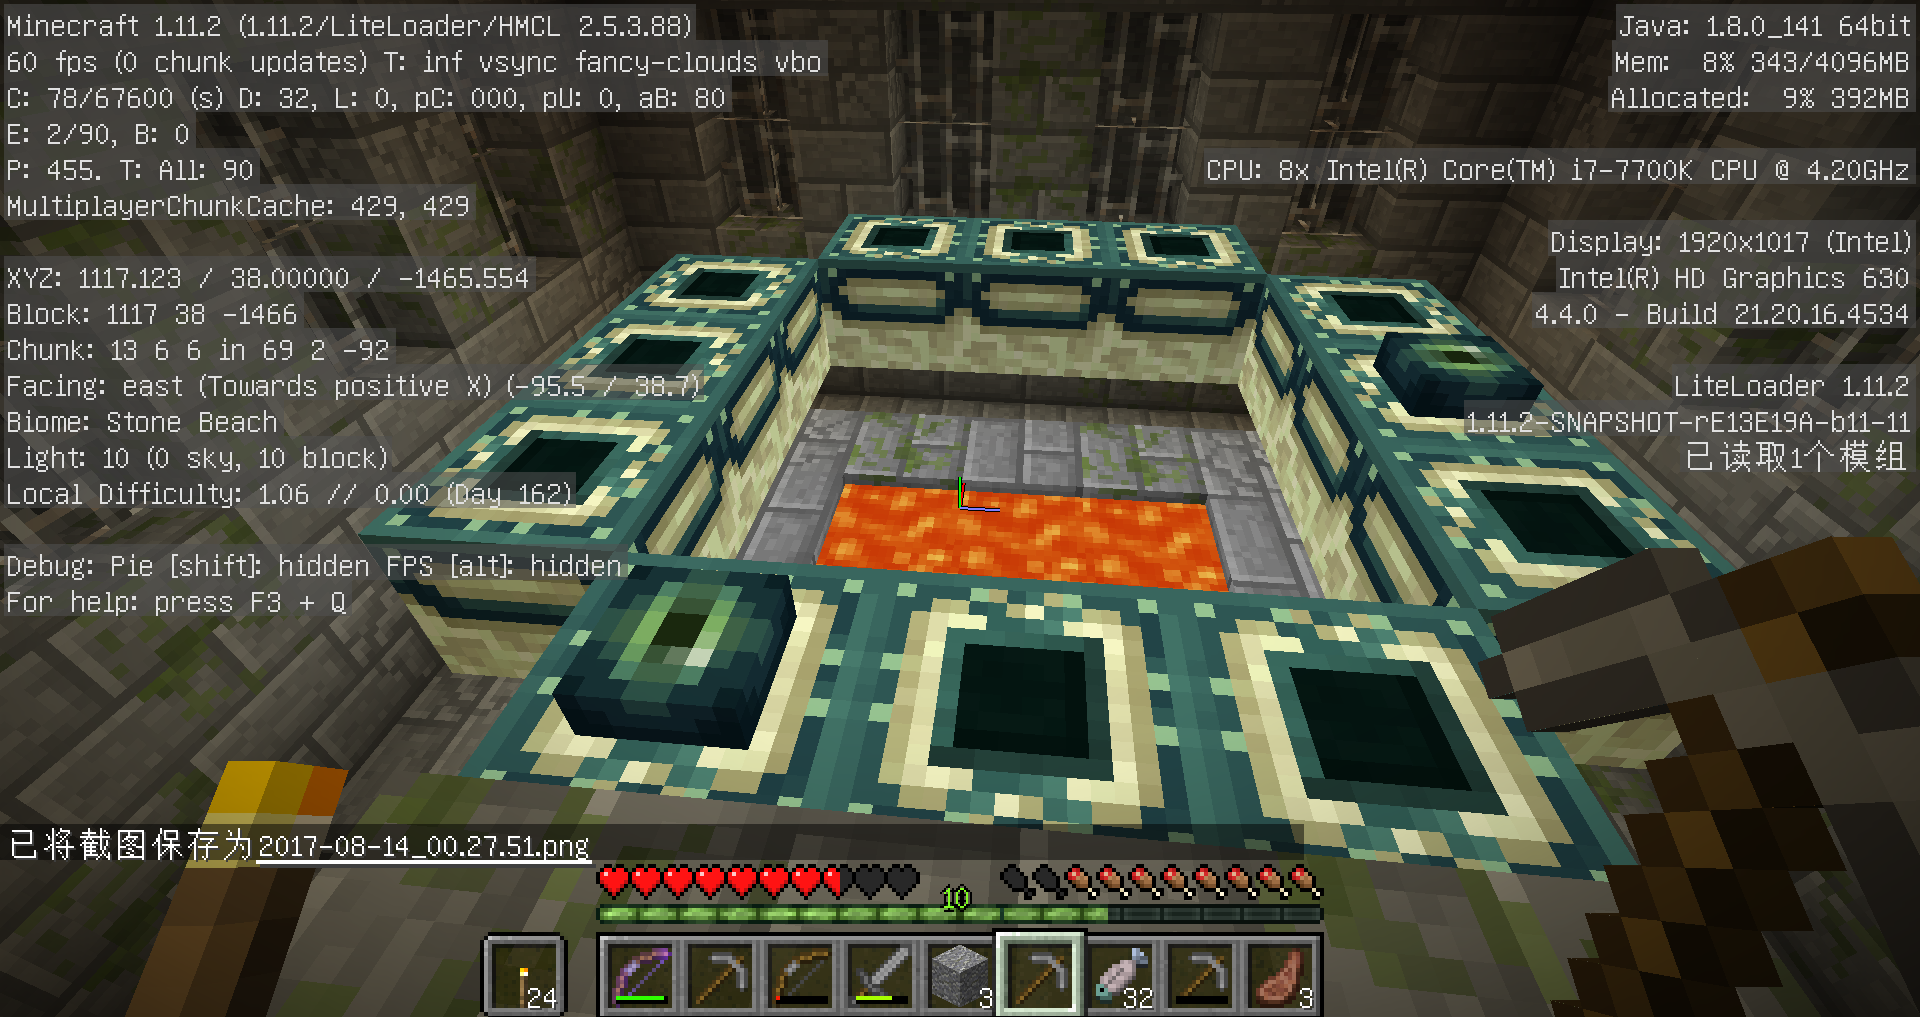 Minecraft 1.11.2 (1.11.2/LiteLoader/HMCL 2.5.3.88)
60 fps (0 chunk updates) T: inf vsync fancy-clouds vbo
C: 78/67600 (s) D: 32, L: 0, pC: 000, pU: 0, aB: 80
E: 2/90, B: 0
P: 455. T: All: 90
MultiplayerChunkCache: 429, 429
XYZ: 1117.123 / 38.00000 / -1465.554
Block: 1117 38 -1466
Chunk: 13 6 6 in 69 2 -92
Facing: east (Towards positive X) (-95.5 / 38.7)
Biome: Stone Beach
Light: 10 (0 sky, 10 block)
Local Difficulty: 1.06 // 0.00 (Day 162)
Debug: Pie [shift]: hidden FPS [alt]: hidden
For help: press F3 + Q
Java: 1.8.0_141 64bit
Mem: 8% 343/4096MB
Allocated: 9% 392MB
CPU: 8x Intel(R) Core(TM) i7-7700K CPU @ 4.20GHz
Display: 1920x1017 (Intel)
Intel(R) HD Graphics 630
4.4.0 - Build 21.20.16.4534
LiteLoader 1.11.2
1.11.2-SNAPSHOT-rE13E19A-b11-11
已读取1个模组
已将截图保存为2017-08-14_00.27.51.png
10
24
3
32
3